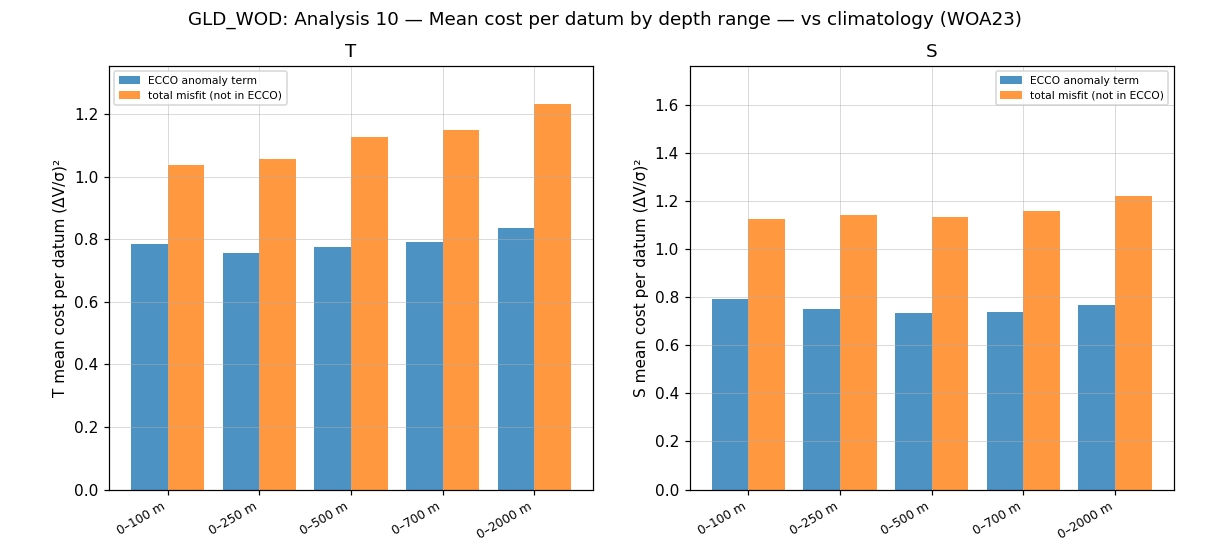 GLD_WOD: Analysis 10 — Mean cost per datum by depth range — vs climatology (WOA23)
T
ECCO anomaly term
total misfit (not in ECCO)
T mean cost per datum (ΔV/σ)²
1.2
1.0
0.8
0.6
0.4
0.2
0.0
0–100 m
0–250 m
0–500 m
0–700 m
0–2000 m
S
ECCO anomaly term
total misfit (not in ECCO)
S mean cost per datum (ΔV/σ)²
1.6
1.4
1.2
1.0
0.8
0.6
0.4
0.2
0.0
0–100 m
0–250 m
0–500 m
0–700 m
0–2000 m